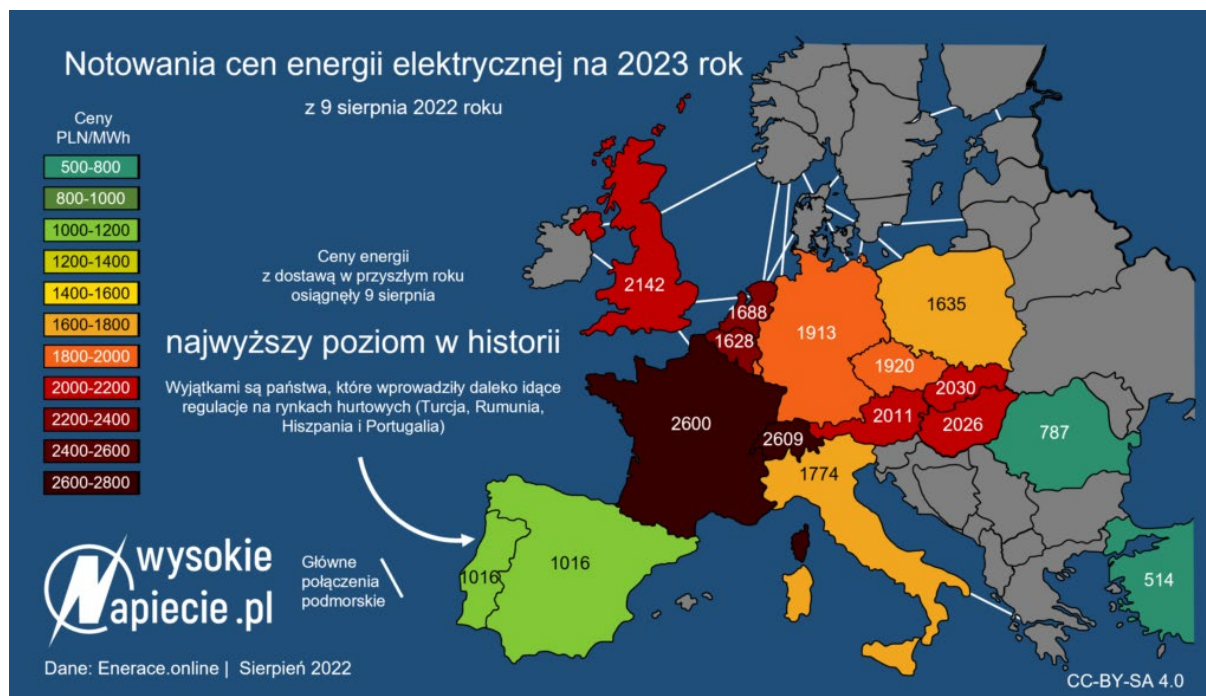 Notowania cen energii elektrycznej na 2023 rok
z 9 sierpnia 2022 roku
Ceny
PLN/MWh
500-800
800-1000
1000-1200
1200-1400
1400-1600
1600-1800
1800-2000
2000-2200
2200-2400
2400-2600
2600-2800
Ceny energii
z dostawą w przyszłym roku
osiągnęły 9 sierpnia
najwyższy poziom w historii
Wyjątkami są państwa, które wprowadziły daleko idące
regulacje na rynkach hurtowych (Turcja, Rumunia,
Hiszpania i Portugalia)
2142
1688
1628
1913
1635
1920
2030
2011
2026
2600
2609
1774
787
1016
1016
514
wysokie
Napiecie.pl
Główne
połączenia
podmorskie
Dane: Enerace.online | Sierpień 2022
CC-BY-SA 4.0